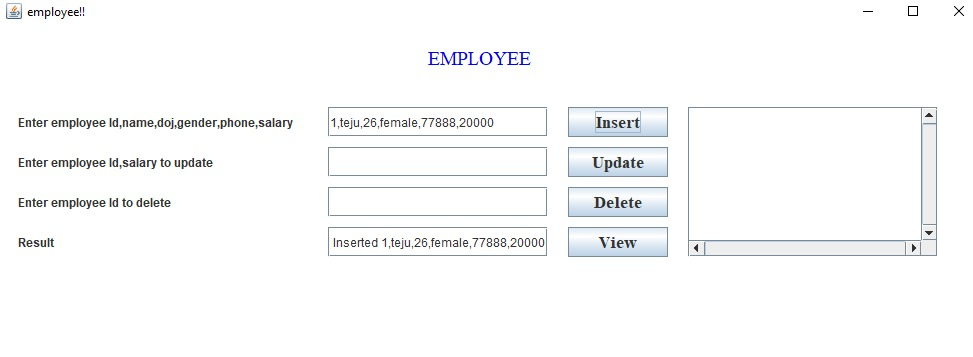 employee!!
EMPLOYEE
Enter employee Id,name,doj,gender,phone,salary 1,teju,26,female,77888,20000 Insert
Enter employee Id,salary to update Update
Enter employee Id to delete Delete
Result Inserted 1,teju,26,female,77888,20000 View